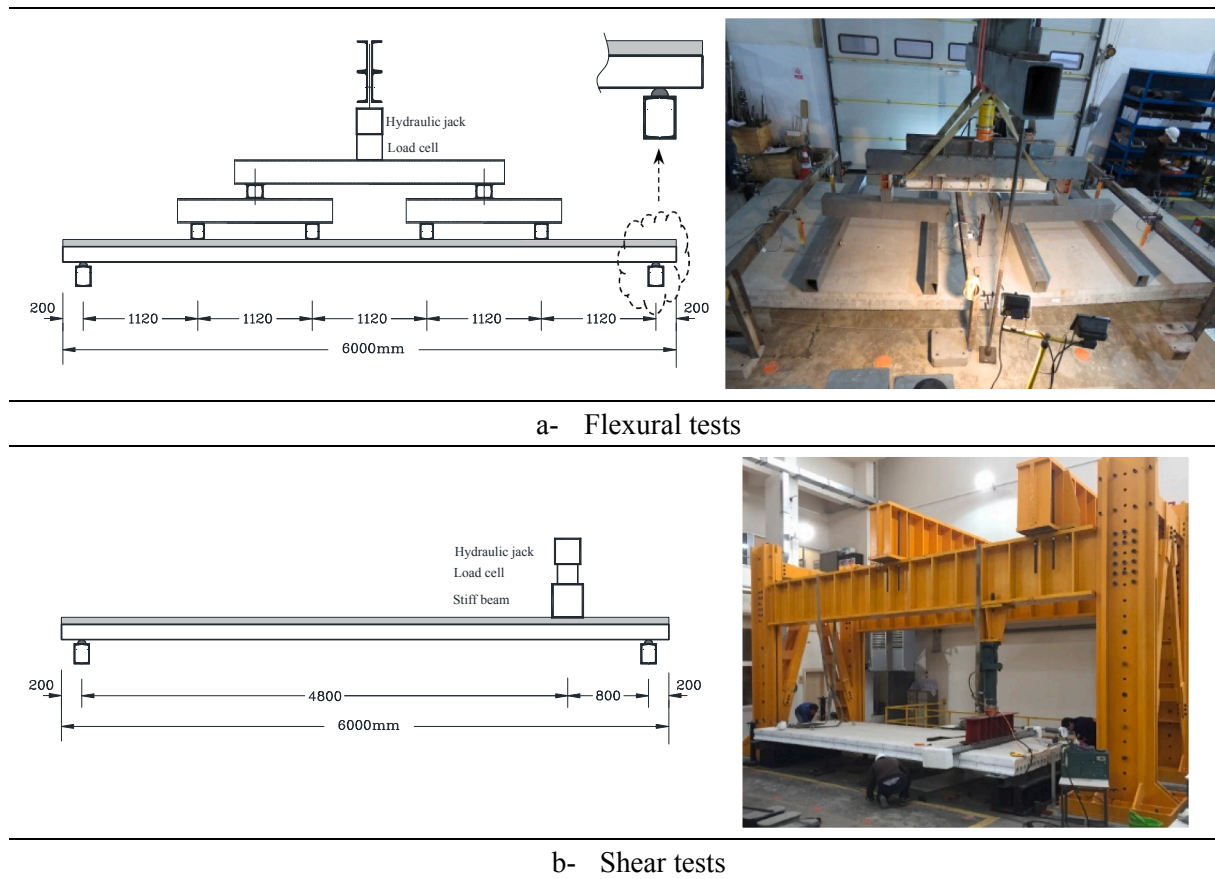 Hydraulic jack
Load cell
200 1120 1120 1120 1120 1120 200
6000mm
a- Flexural tests
Hydraulic jack
Load cell
Stiff beam
200 4800 800 200
6000mm
b- Shear tests